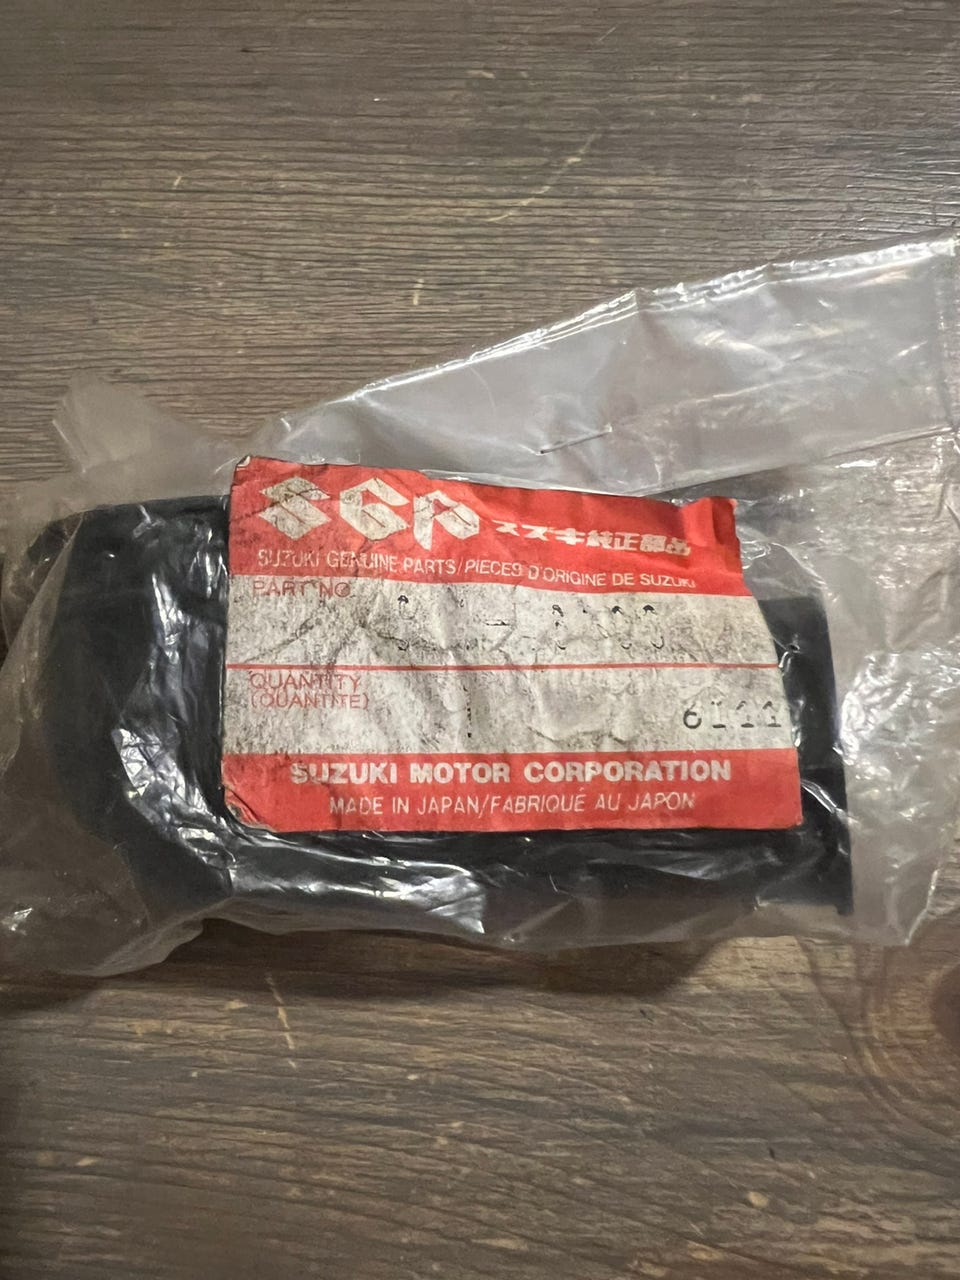 SGP スズキ純正部品
SUZUKI GENUINE PARTS/PIECES D'ORIGINE DE SUZUKI
PART NO.
QUANTITY
(QUANTITE)
6111
SUZUKI MOTOR CORPORATION
MADE IN JAPAN/FABRIQUÉ AU JAPON